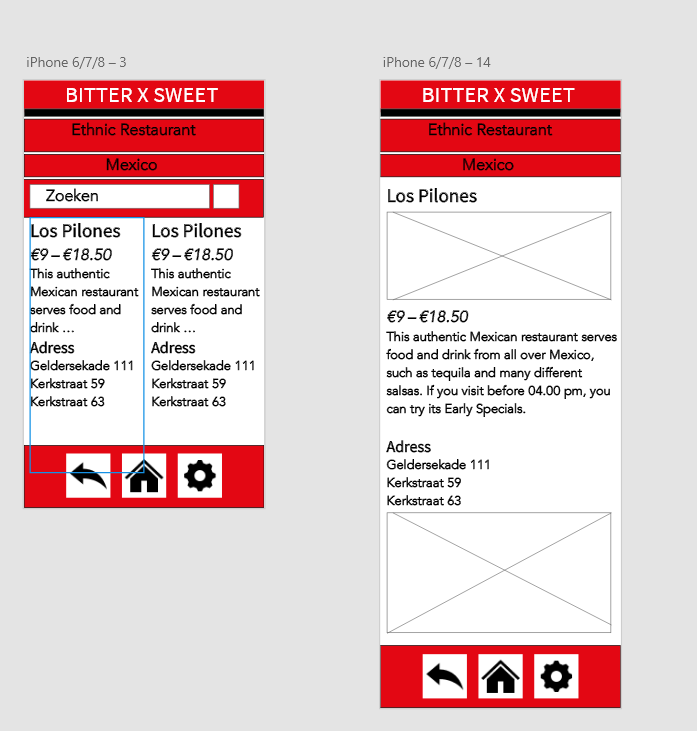 iPhone 6/7/8 – 3
BITTER X SWEET
Ethnic Restaurant
Mexico
Zoeken
Los Pilones
€9 – €18.50
This authentic
Mexican restaurant
serves food and
drink ...
Adress
Geldersekade 111
Kerkstraat 59
Kerkstraat 63
Los Pilones
€9 – €18.50
This authentic
Mexican restaurant
serves food and
drink ...
Adress
Geldersekade 111
Kerkstraat 59
Kerkstraat 63
iPhone 6/7/8 – 14
BITTER X SWEET
Ethnic Restaurant
Mexico
Los Pilones
€9 – €18.50
This authentic Mexican restaurant serves
food and drink from all over Mexico,
such as tequila and many different
salsas. If you visit before 04.00 pm, you
can try its Early Specials.
Adress
Geldersekade 111
Kerkstraat 59
Kerkstraat 63